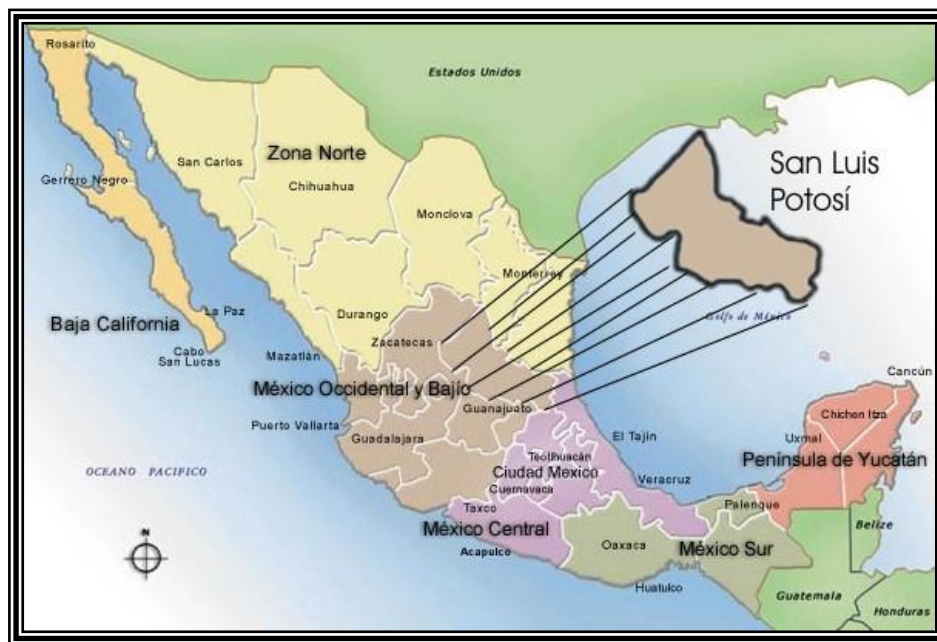 Rosarito
Estados Unidos
San Carlos
Zona Norte
Chihuahua
San Luis
Potosí
Gerrero Negro
Monclova
Monterrey
La Paz
Durango
Golfo de México
Baja California
Cabo
San Lucas
Mazatlán
Zacatecas
México Occidental y Bajío
Cancún
Puerto Vallarta
Guanajuato
Chichen Itza
Guadalajara
El Tajín
Uxmal
Teotihuacán
Península de Yucatán
OCEANO PACIFICO
Ciudad Mexico
Veracruz
Cuernavaca
Palenque
Taxco
México Central
Belize
N
Acapulco
Oaxaca
México Sur
Huatulco
Guatemala
Honduras